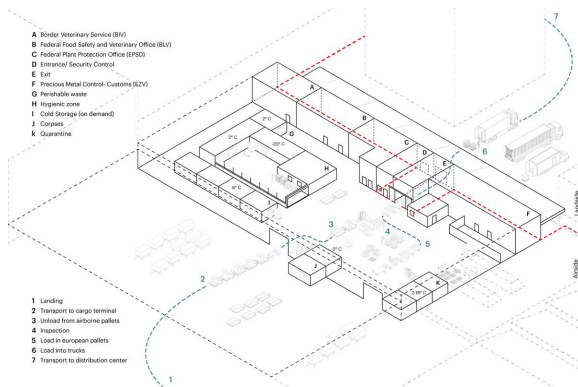 A Border Veterinary Service (BIV)
B Federal Food Safety and Veterinary Office (BLV)
C Federal Plant Protection Office (EPSD)
D Entrance/ Security Control
E Exit
F Precious Metal Control- Customs (EZV)
G Perishable waste
H Hygienic zone
I Cold Storage (on demand)
J Corpses
k Quarantine
7
A
B
C
D
E
F
2° C
G
2° C
-20° C
H
6° C
I
6
Landside
3
4
5
2
J
K
2-18° C
Airside
1 Landing
2 Transport to cargo terminal
3 Unload from airborne pallets
4 Inspection
5 Load in european pallets
6 Load into trucks
7 Transport to distribution center
1